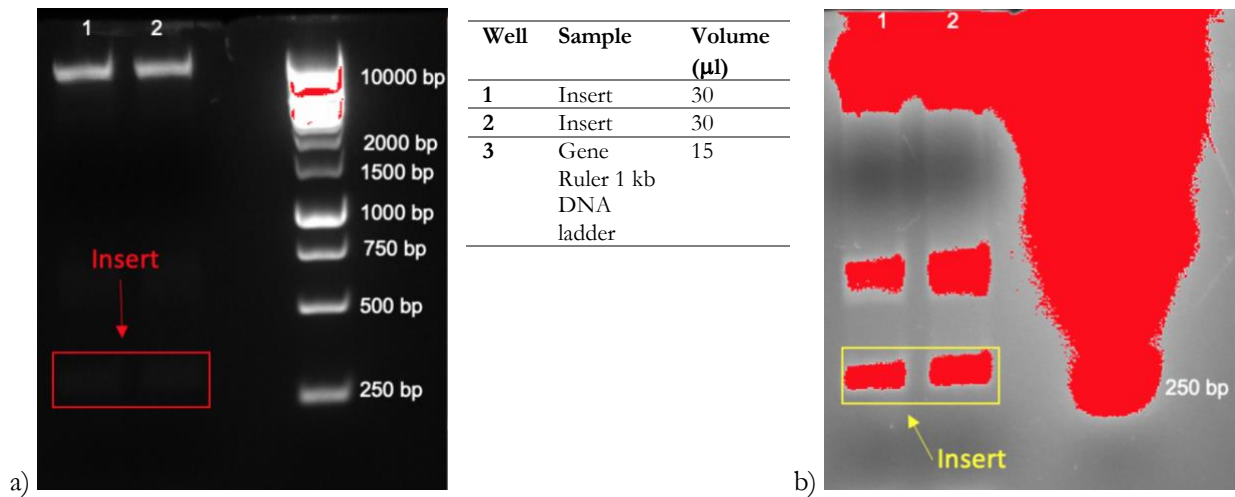 1 2
10000 bp
2000 bp
1500 bp
1000 bp
750 bp
500 bp
250 bp
Insert
a)
Well Sample Volume
(μl)
1 Insert 30
2 Insert 30
3 Gene 15
Ruler 1 kb
DNA
ladder
1 2
250 bp
Insert
b)